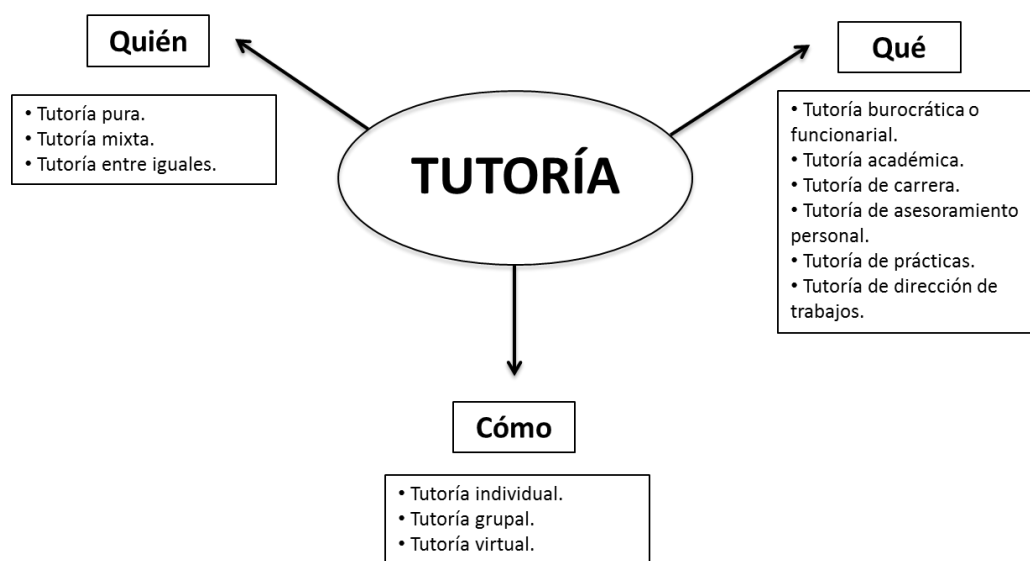 Quién
• Tutoría pura.
• Tutoría mixta.
• Tutoría entre iguales.
TUTORÍA
Qué
• Tutoría burocrática o
funcionarial.
• Tutoría académica.
• Tutoría de carrera.
• Tutoría de asesoramiento
personal.
• Tutoría de prácticas.
• Tutoría de dirección de
trabajos.
Cómo
• Tutoría individual.
• Tutoría grupal.
• Tutoría virtual.